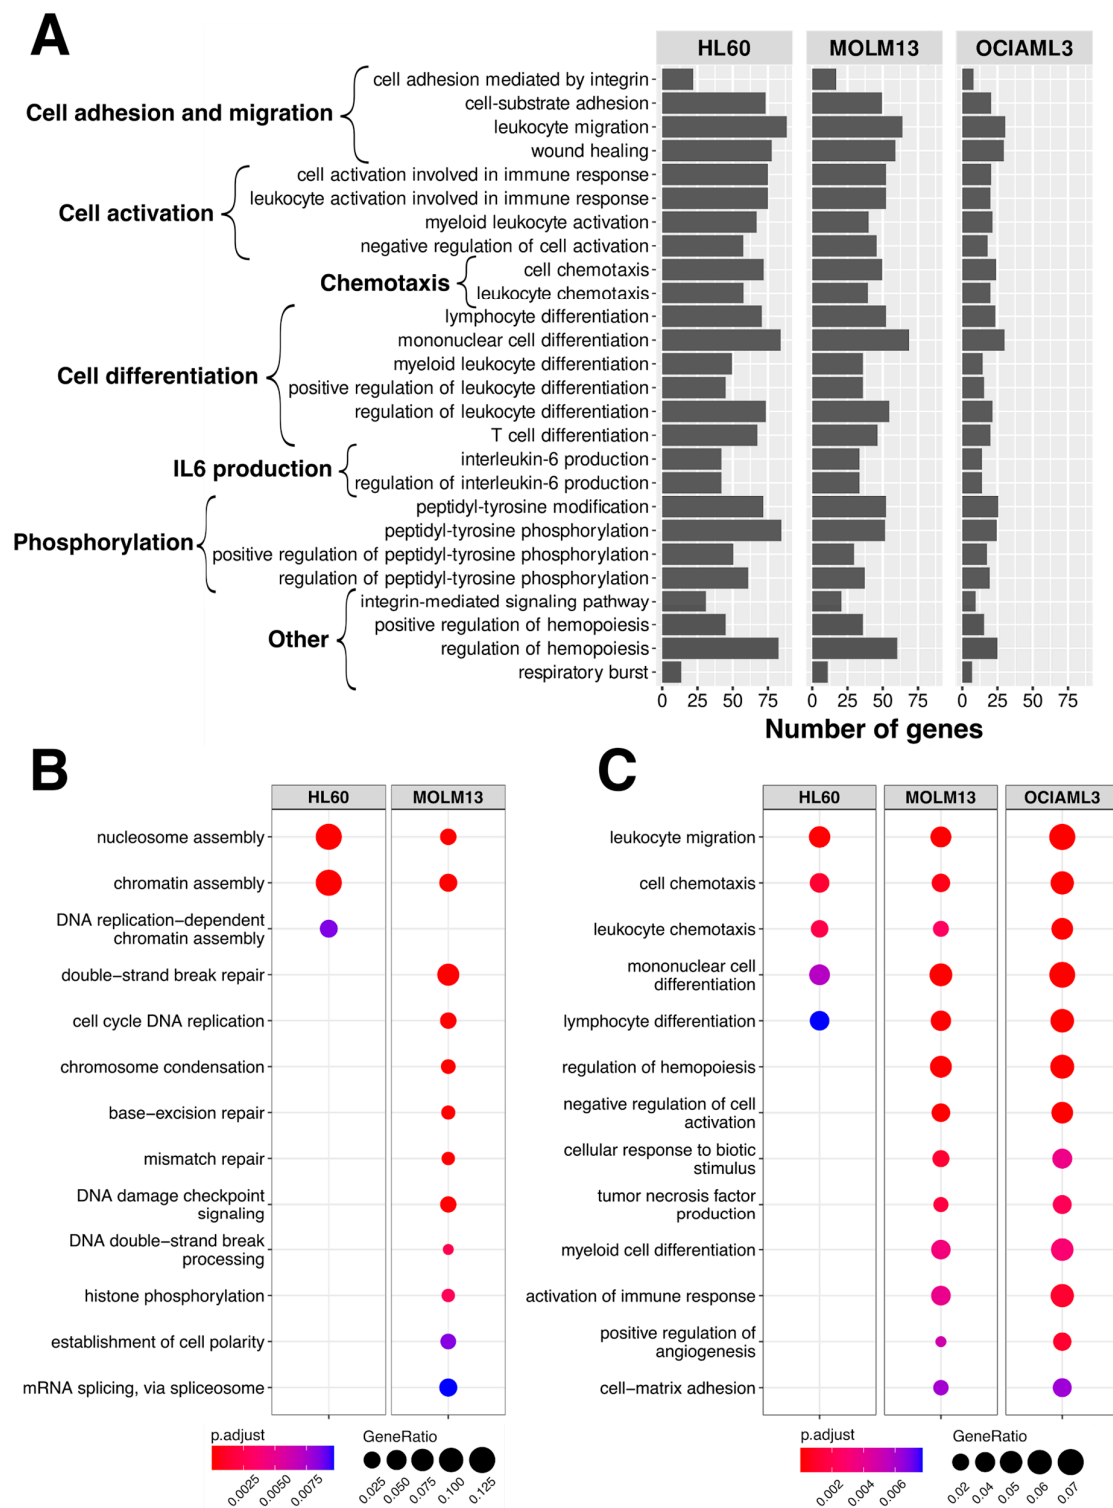 A
HL60
MOLM13
OCIAML3
Cell adhesion and migration
cell adhesion mediated by integrin
cell-substrate adhesion
leukocyte migration
wound healing
Cell activation
cell activation involved in immune response
leukocyte activation involved in immune response
myeloid leukocyte activation
negative regulation of cell activation
Chemotaxis
cell chemotaxis
leukocyte chemotaxis
Cell differentiation
lymphocyte differentiation
mononuclear cell differentiation
myeloid leukocyte differentiation
positive regulation of leukocyte differentiation
regulation of leukocyte differentiation
T cell differentiation
IL6 production
interleukin-6 production
regulation of interleukin-6 production
Phosphorylation
peptidyl-tyrosine modification
peptidyl-tyrosine phosphorylation
positive regulation of peptidyl-tyrosine phosphorylation
regulation of peptidyl-tyrosine phosphorylation
Other
integrin-mediated signaling pathway
positive regulation of hemopoiesis
regulation of hemopoiesis
respiratory burst
0 25 50 75
0 25 50 75
0 25 50 75
Number of genes
B
HL60
MOLM13
nucleosome assembly
chromatin assembly
DNA replication−dependent
chromatin assembly
double−strand break repair
cell cycle DNA replication
chromosome condensation
base−excision repair
mismatch repair
DNA damage checkpoint
signaling
DNA double−strand break
processing
histone phosphorylation
establishment of cell polarity
mRNA splicing, via spliceosome
p.adjust
0.0025
0.0050
0.0075
GeneRatio
0.025
0.050
0.075
0.100
0.125
C
HL60
MOLM13
OCIAML3
leukocyte migration
cell chemotaxis
leukocyte chemotaxis
mononuclear cell
differentiation
lymphocyte differentiation
regulation of hemopoiesis
negative regulation of cell
activation
cellular response to biotic
stimulus
tumor necrosis factor
production
myeloid cell differentiation
activation of immune response
positive regulation of
angiogenesis
cell−matrix adhesion
p.adjust
0.002
0.004
0.006
GeneRatio
0.02
0.04
0.05
0.06
0.07